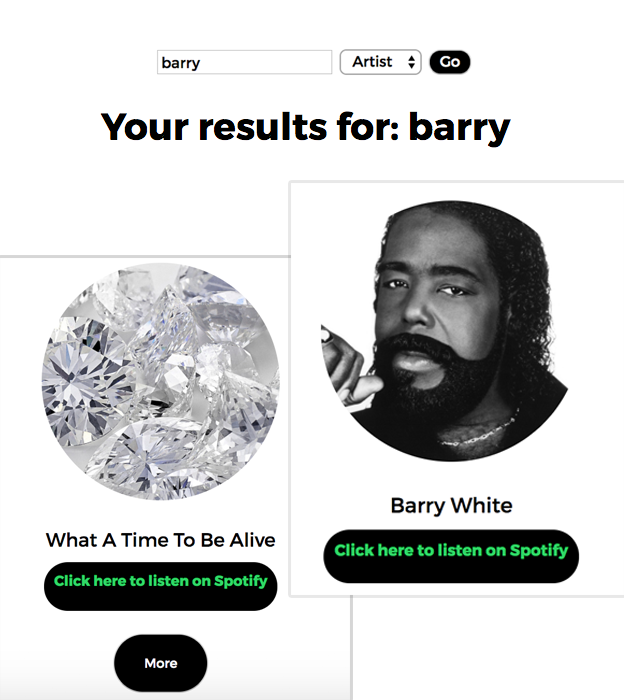 barry Artist Go
Your results for: barry
What A Time To Be Alive
Click here to listen on Spotify
More
Barry White
Click here to listen on Spotify